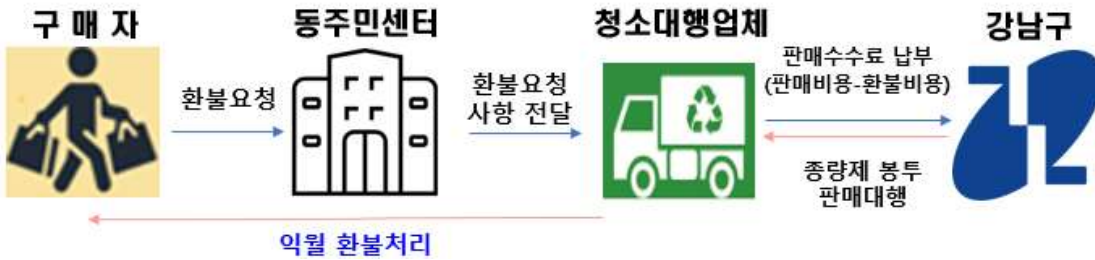 구 매 자
동주민센터
청소대행업체
강남구
환불요청
환불요청
사항 전달
판매수수료 납부
(판매비용-환불비용)
종량제 봉투
판매대행
익월 환불처리